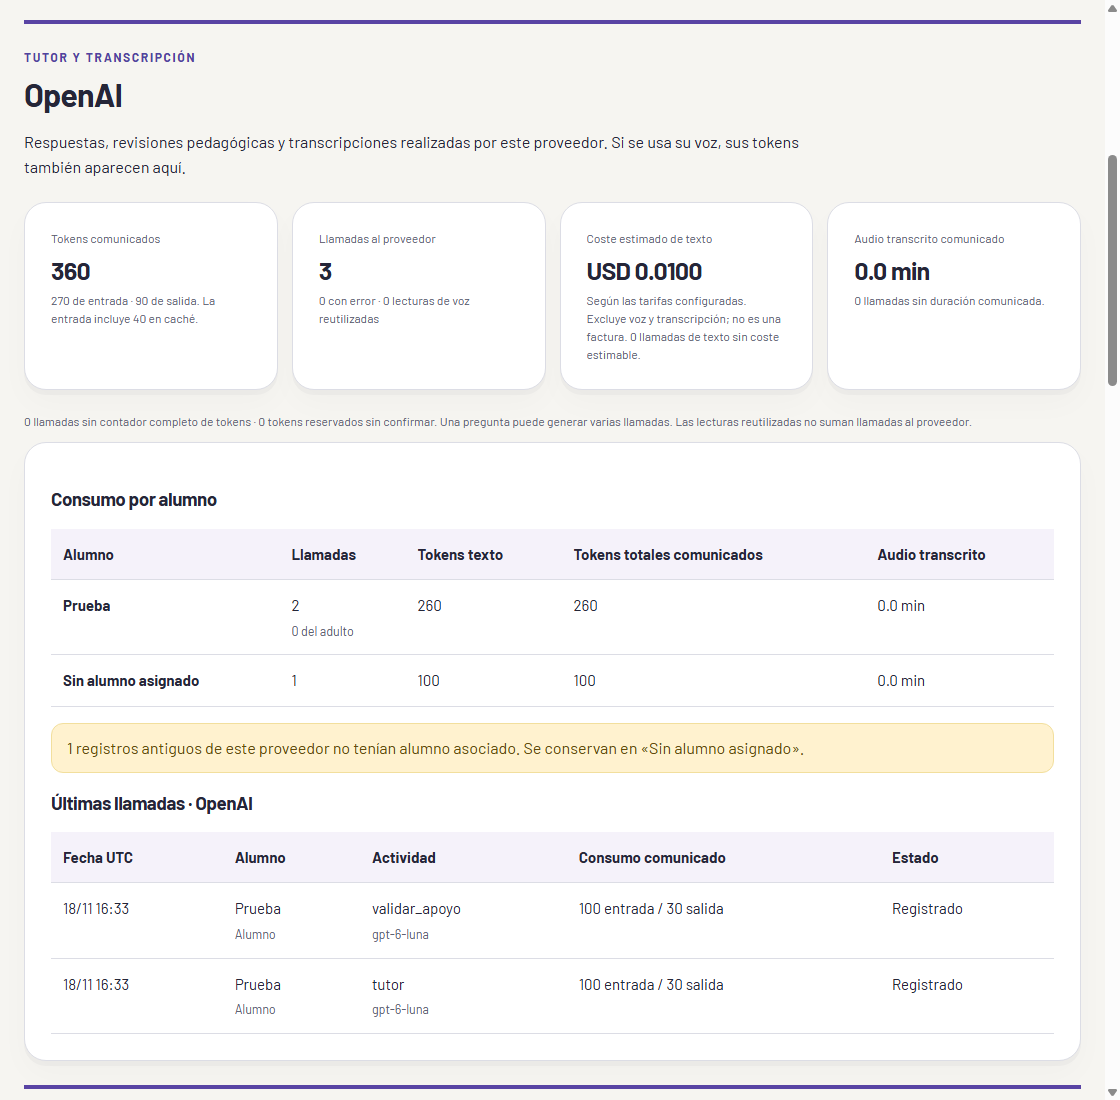 TUTOR Y TRANSCRIPCIÓN
OpenAI
Respuestas, revisiones pedagógicas y transcripciones realizadas por este proveedor. Si se usa su voz, sus tokens
también aparecen aquí.
Tokens comunicados
360
270 de entrada · 90 de salida. La
entrada incluye 40 en caché.
Llamadas al proveedor
3
0 con error · 0 lecturas de voz
reutilizadas
Coste estimado de texto
USD 0.0100
Según las tarifas configuradas.
Excluye voz y transcripción; no es una
factura. 0 llamadas de texto sin coste
estimable.
Audio transcrito comunicado
0.0 min
0 llamadas sin duración comunicada.
0 llamadas sin contador completo de tokens · 0 tokens reservados sin confirmar. Una pregunta puede generar varias llamadas. Las lecturas reutilizadas no suman llamadas al proveedor.
Consumo por alumno
Alumno Llamadas Tokens texto Tokens totales comunicados Audio transcrito
Prueba 2 260 260 0.0 min
0 del adulto
Sin alumno asignado 1 100 100 0.0 min
1 registros antiguos de este proveedor no tenían alumno asociado. Se conservan en «Sin alumno asignado».
Últimas llamadas · OpenAI
Fecha UTC Alumno Actividad Consumo comunicado Estado
18/11 16:33 Prueba validar_apoyo 100 entrada / 30 salida Registrado
Alumno gpt-6-luna
18/11 16:33 Prueba tutor 100 entrada / 30 salida Registrado
Alumno gpt-6-luna